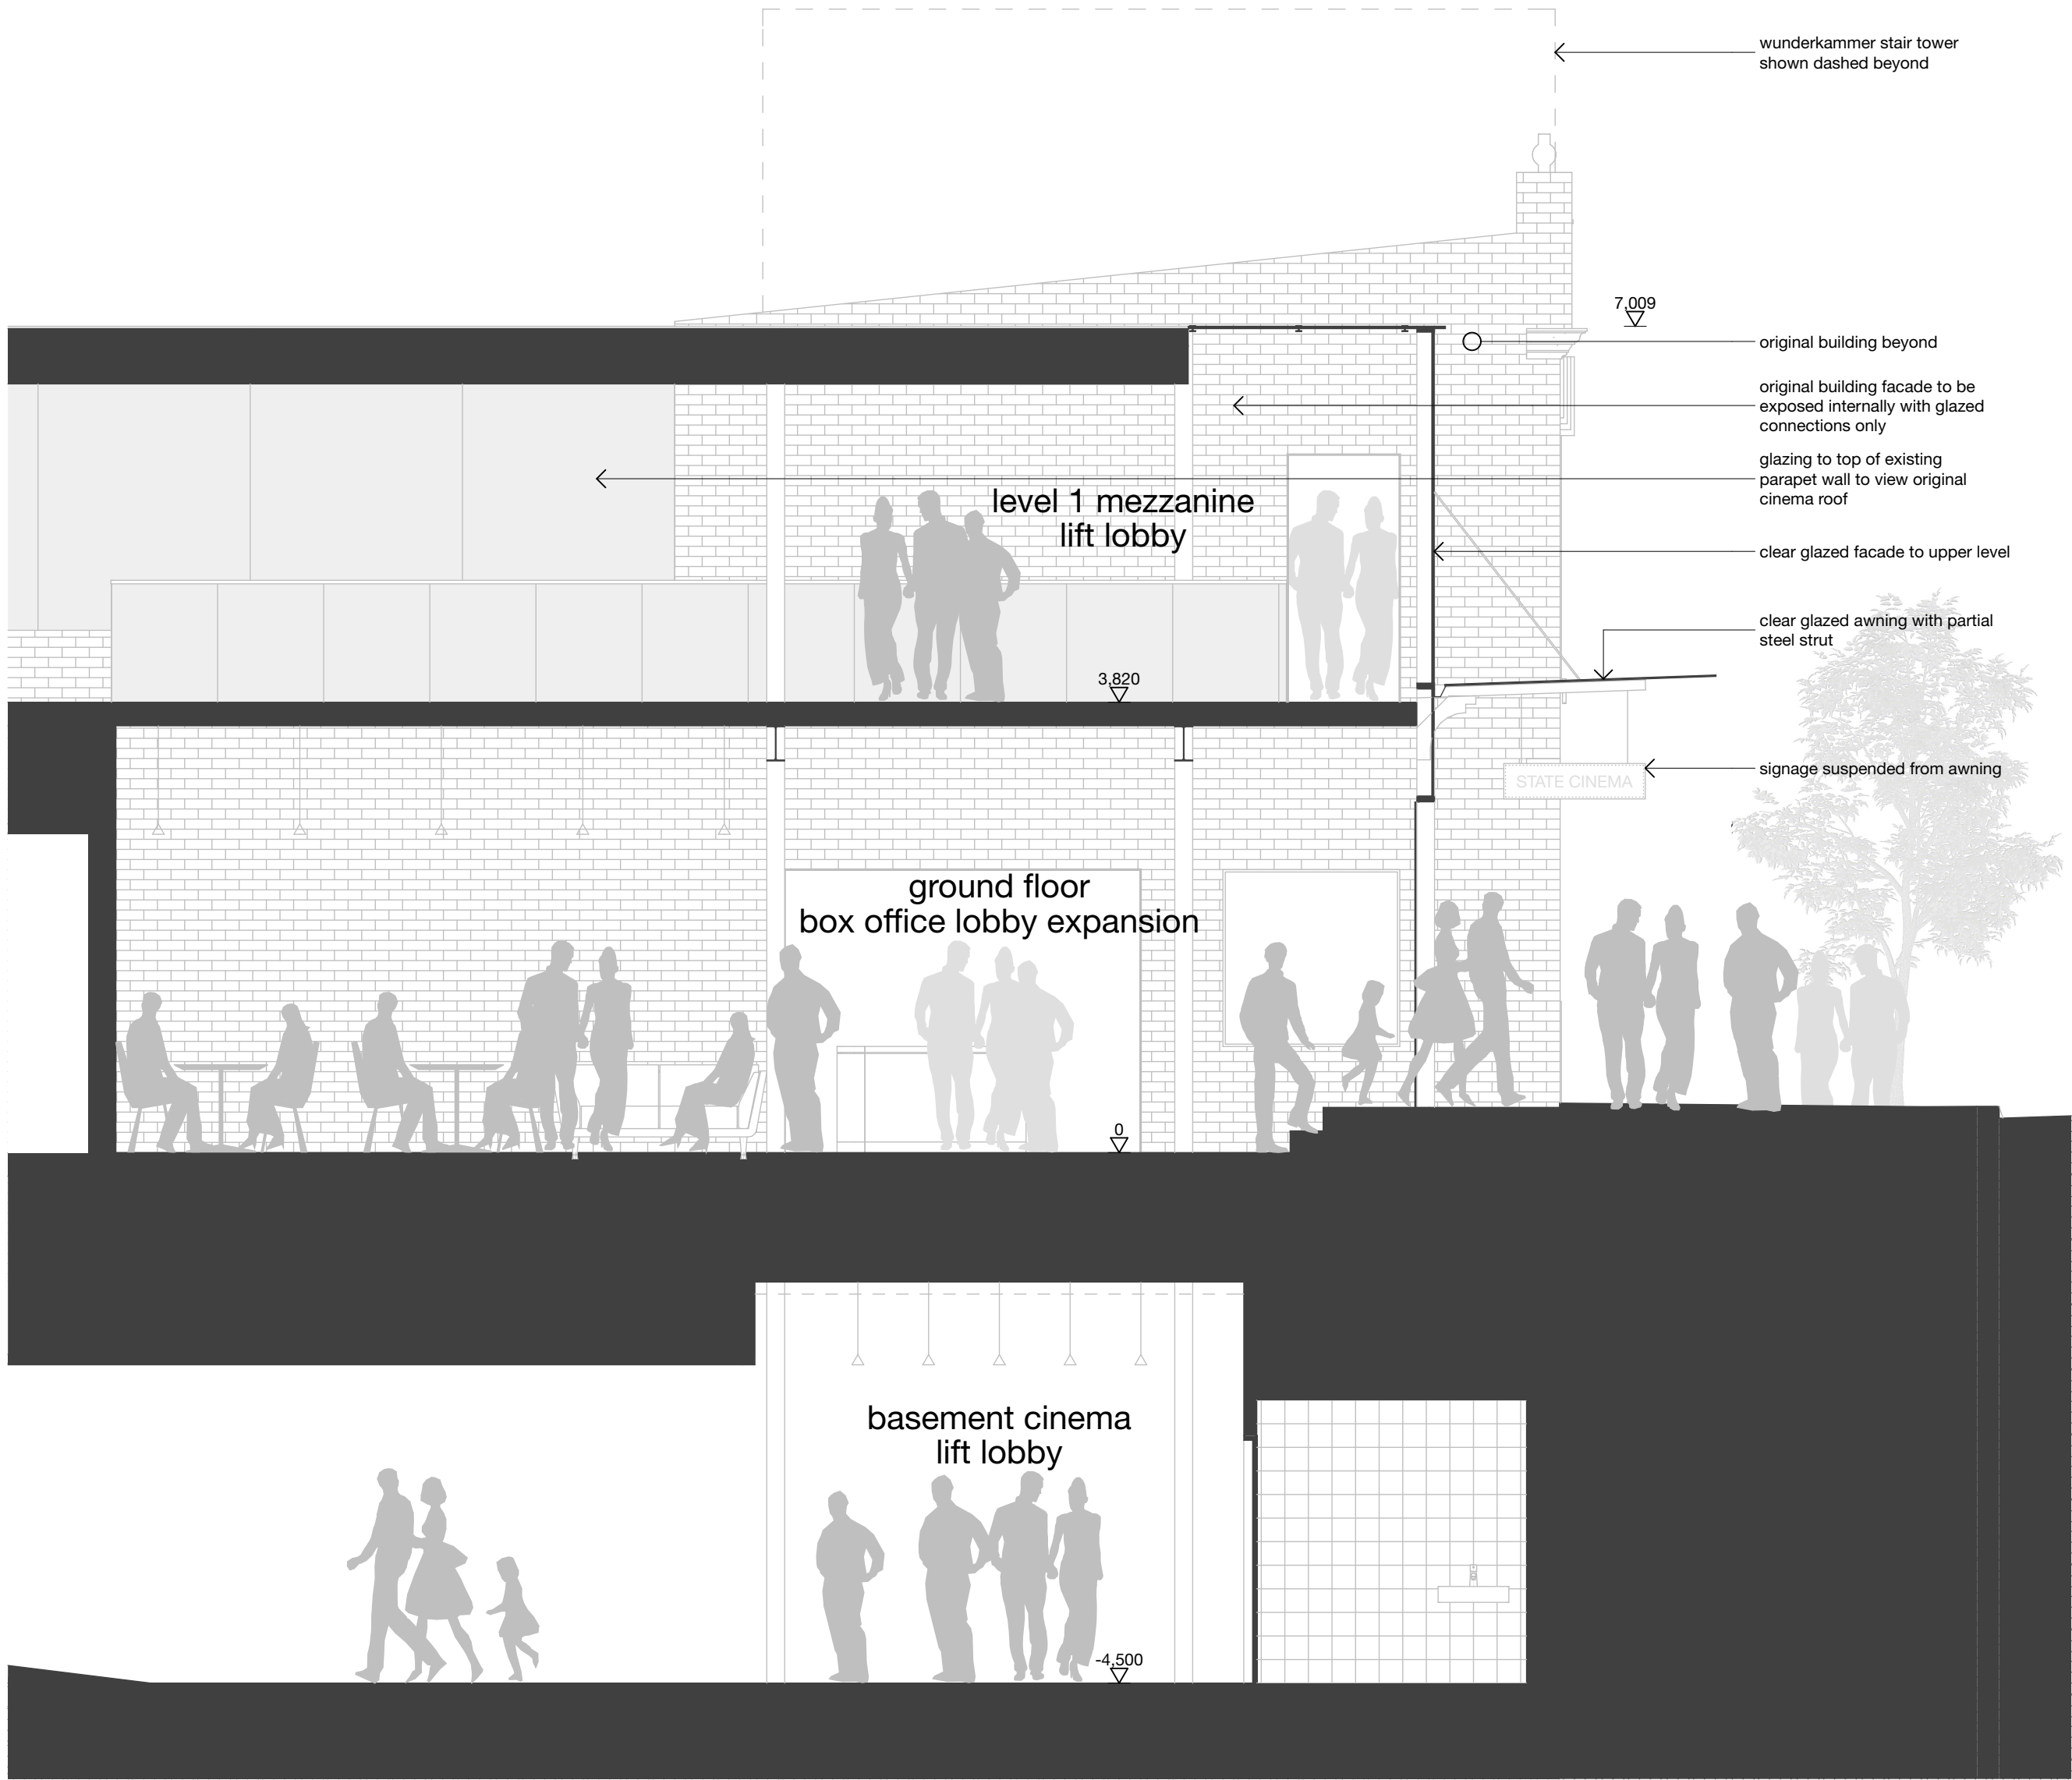 wunderkammer stair tower
shown dashed beyond
7,009
original building beyond
original building facade to be
exposed internally with glazed
connections only
glazing to top of existing
parapet wall to view original
cinema roof
level 1 mezzanine
lift lobby
clear glazed facade to upper level
clear glazed awning with partial
steel strut
3,820
signage suspended from awning
STATE CINEMA
ground floor
box office lobby expansion
0
basement cinema
lift lobby
-4,500